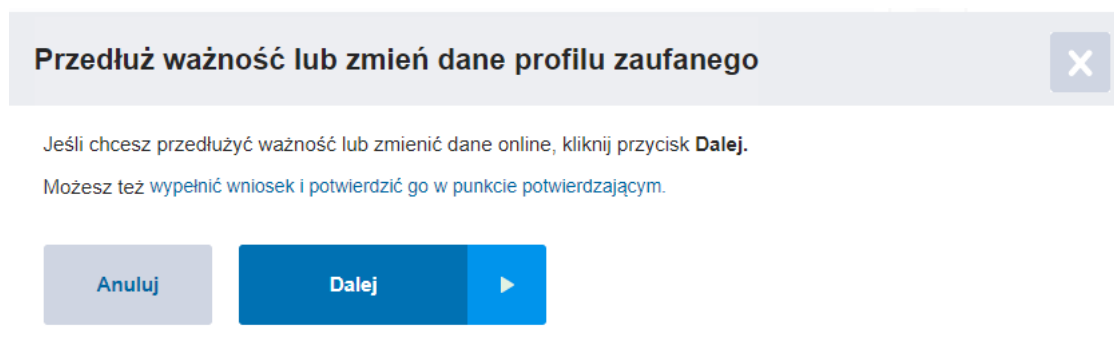 Przedłuż ważność lub zmień dane profilu zaufanego
Jeśli chcesz przedłużyć ważność lub zmienić dane online, kliknij przycisk Dalej.
Możesz też wypełnić wniosek i potwierdzić go w punkcie potwierdzającym.
Anuluj Dalej